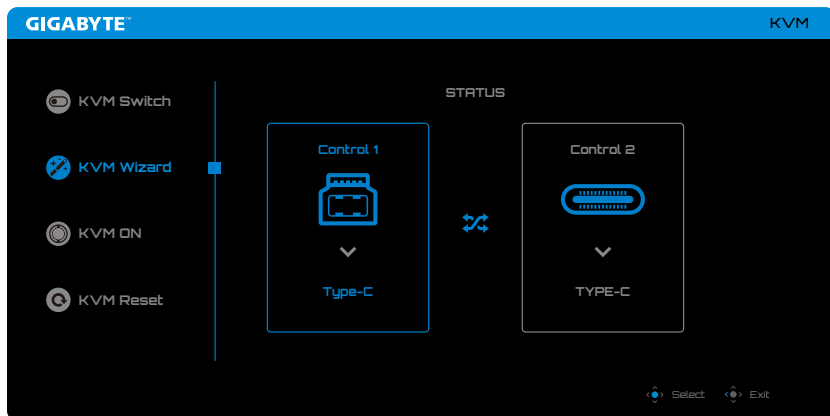 GIGABYTE™
KVM
KVM Switch
KVM Wizard
KVM ON
KVM Reset
STATUS
Control 1
Type-C
Control 2
TYPE-C
Select
Exit